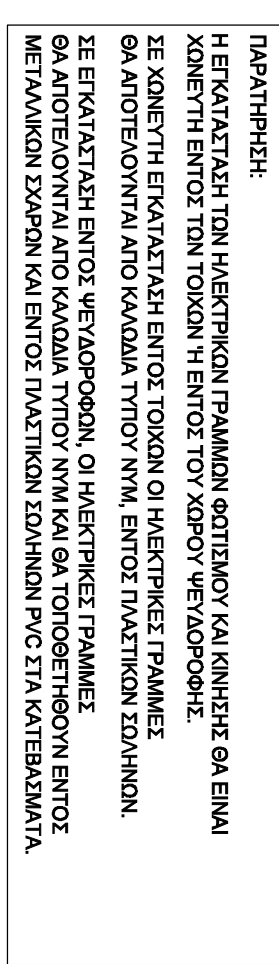 ΠΑΡΑΤΗΡΗΣΗ:
Η ΕΓΚΑΤΑΣΤΑΣΗ ΤΩΝ ΗΛΕΚΤΡΙΚΩΝ ΓΡΑΜΜΩΝ ΦΩΤΙΣΜΟΥ ΚΑΙ ΚΙΝΗΣΗΣ ΘΑ ΕΙΝΑΙ
ΧΩΝΕΥΤΗ ΕΝΤΟΣ ΤΩΝ ΤΟΙΧΩΝ 'Η ΕΝΤΟΣ ΤΟΥ ΧΩΡΟΥ ΨΕΥΔΟΡΟΦΗΣ.
ΣΕ ΧΩΝΕΥΤΗ ΕΓΚΑΤΑΣΤΑΣΗ ΕΝΤΟΣ ΤΟΙΧΩΝ ΟΙ ΗΛΕΚΤΡΙΚΕΣ ΓΡΑΜΜΕΣ
ΘΑ ΑΠΟΤΕΛΟΥΝΤΑΙ ΑΠΟ ΚΑΛΩΔΙΑ ΤΥΠΟΥ ΝΥΜ, ΕΝΤΟΣ ΠΛΑΣΤΙΚΩΝ ΣΩΛΗΝΩΝ.
ΣΕ ΕΓΚΑΤΑΣΤΑΣΗ ΕΝΤΟΣ ΨΕΥΔΟΡΟΦΩΝ, ΟΙ ΗΛΕΚΤΡΙΚΕΣ ΓΡΑΜΜΕΣ
ΘΑ ΑΠΟΤΕΛΟΥΝΤΑΙ ΑΠΟ ΚΑΛΩΔΙΑ ΤΥΠΟΥ ΝΥΜ ΚΑΙ ΘΑ ΤΟΠΟΘΕΤΗΘΟΥΝ ΕΝΤΟΣ
ΜΕΤΑΛΛΙΚΩΝ ΣΧΑΡΩΝ ΚΑΙ ΕΝΤΟΣ ΠΛΑΣΤΙΚΩΝ ΣΩΛΗΝΩΝ PVC ΣΤΑ ΚΑΤΕΒΑΣΜΑΤΑ.